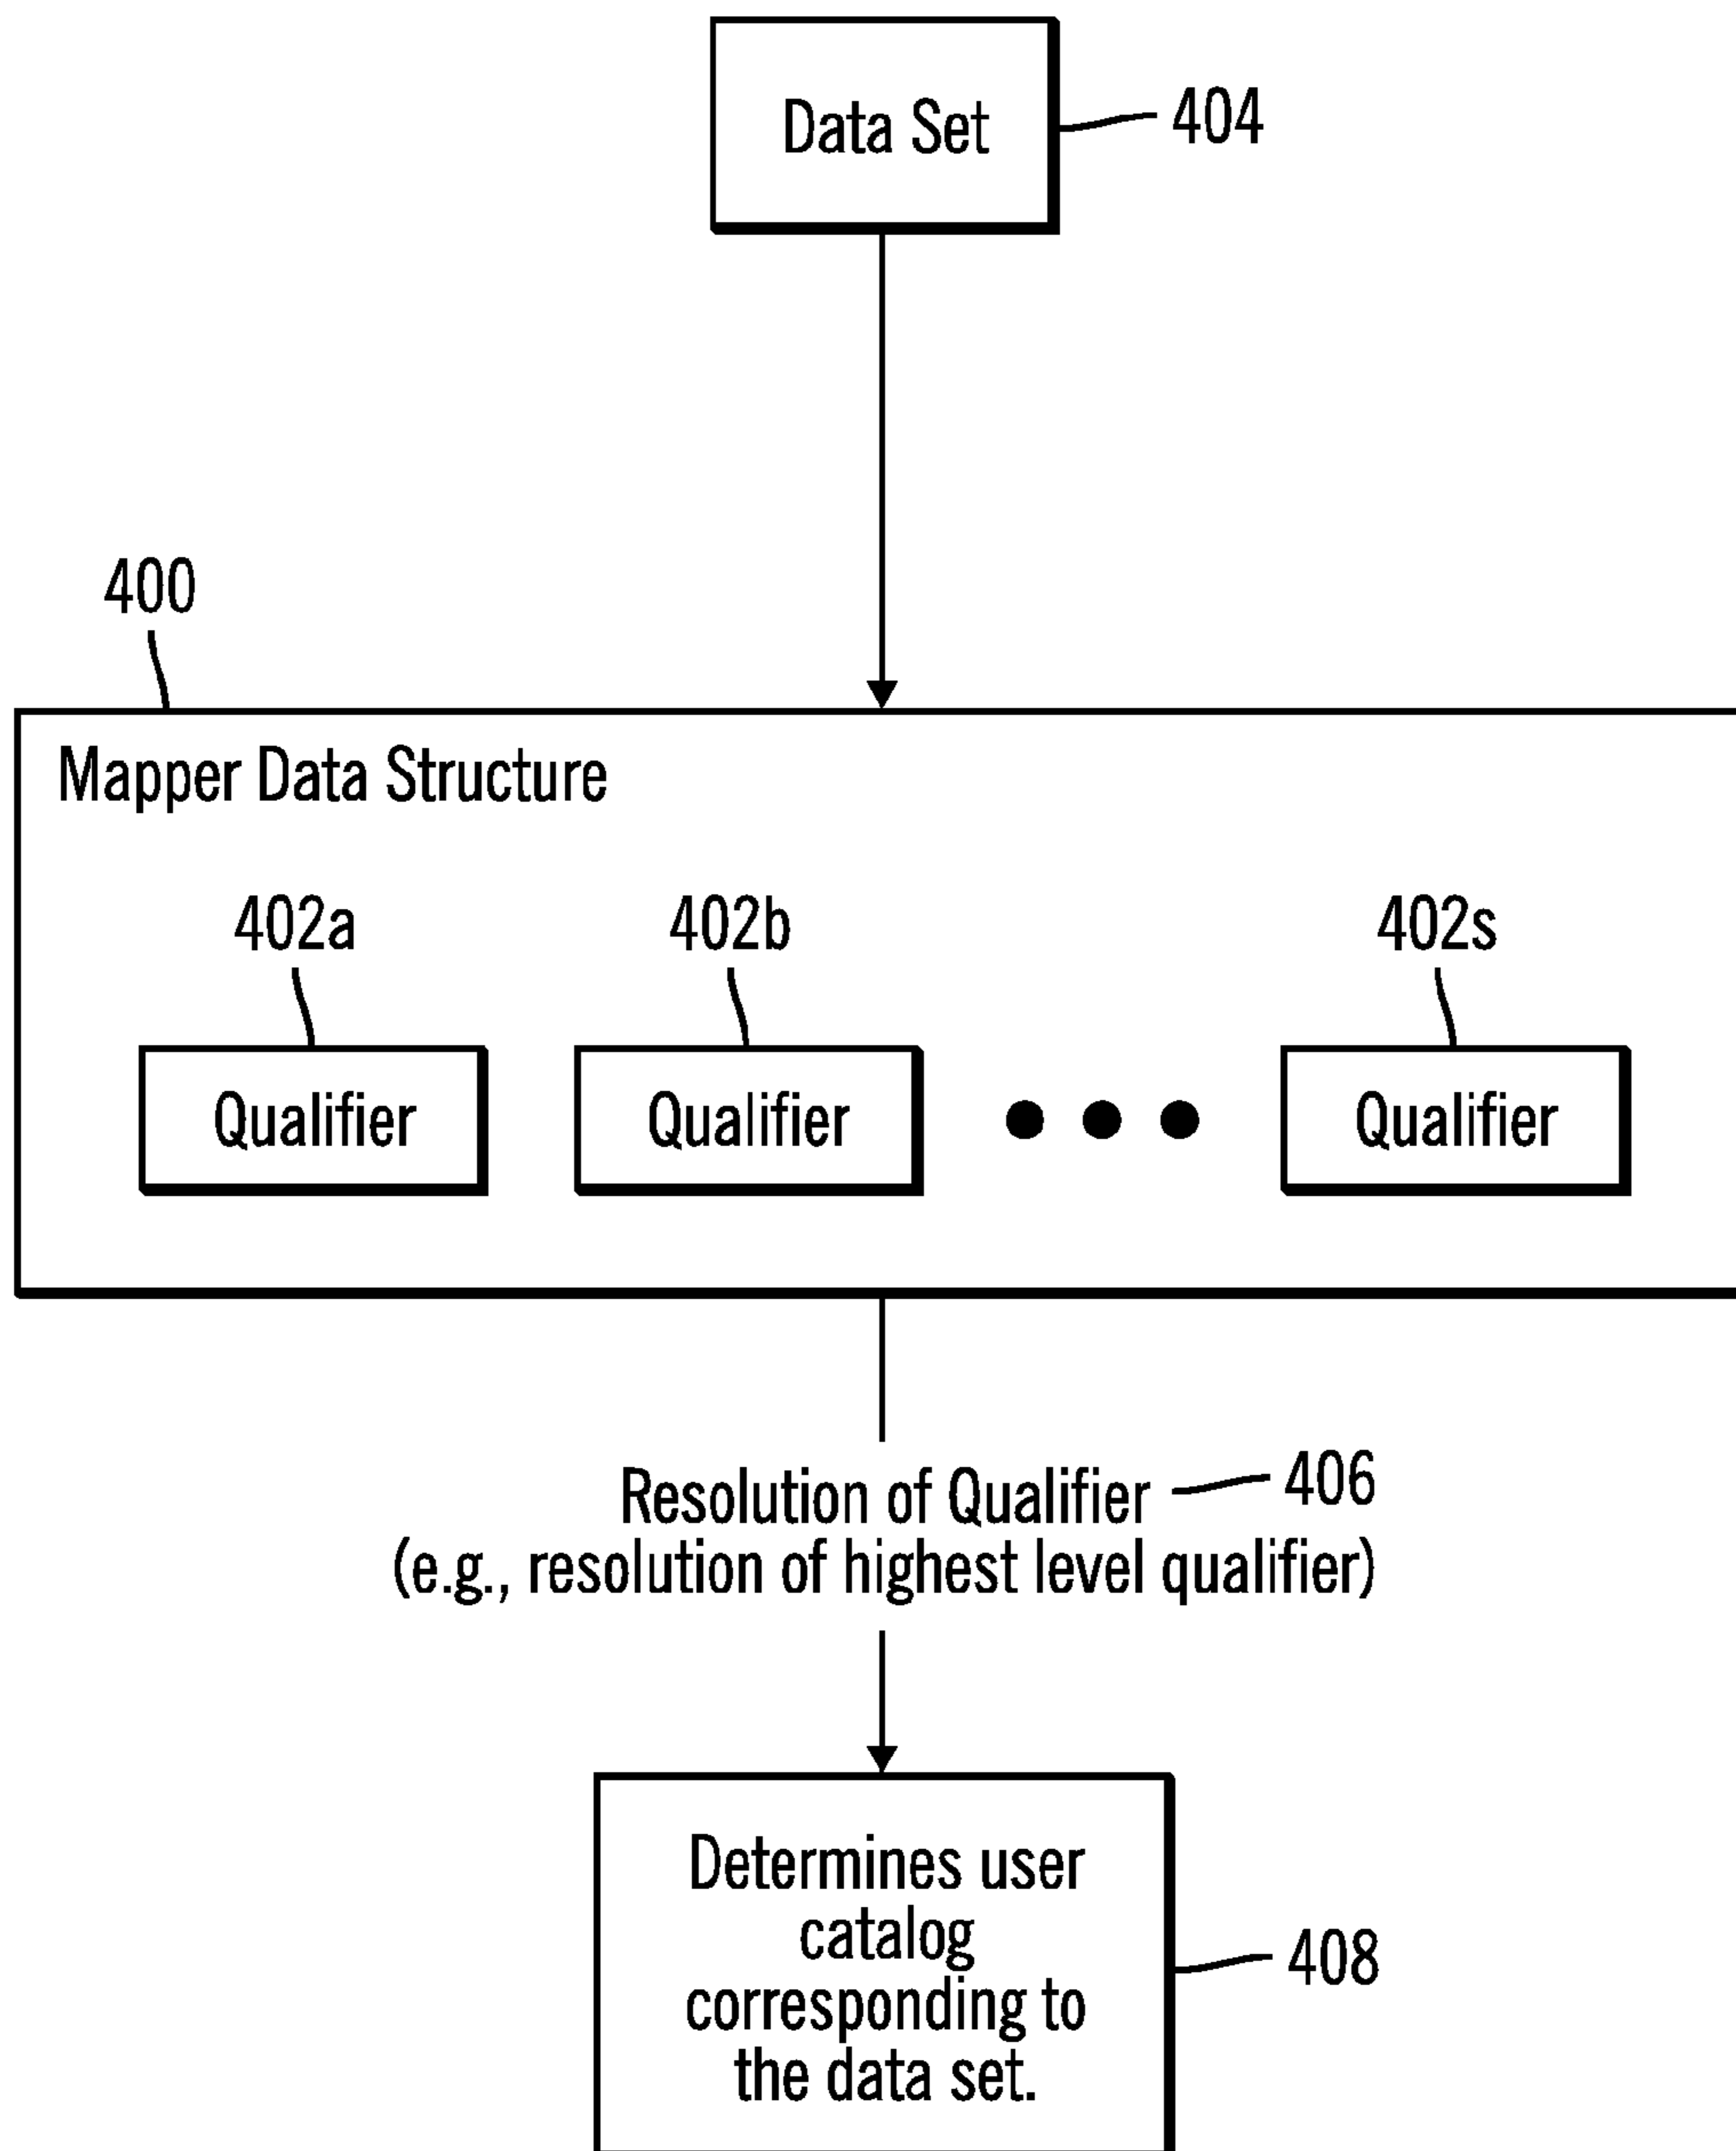 Data Set
404
400
Mapper Data Structure
402a
402b
402s
Qualifier
Qualifier
Qualifier
Resolution of Qualifier
406
(e.g., resolution of highest level qualifier)
Determines user
catalog
corresponding to
the data set.
408